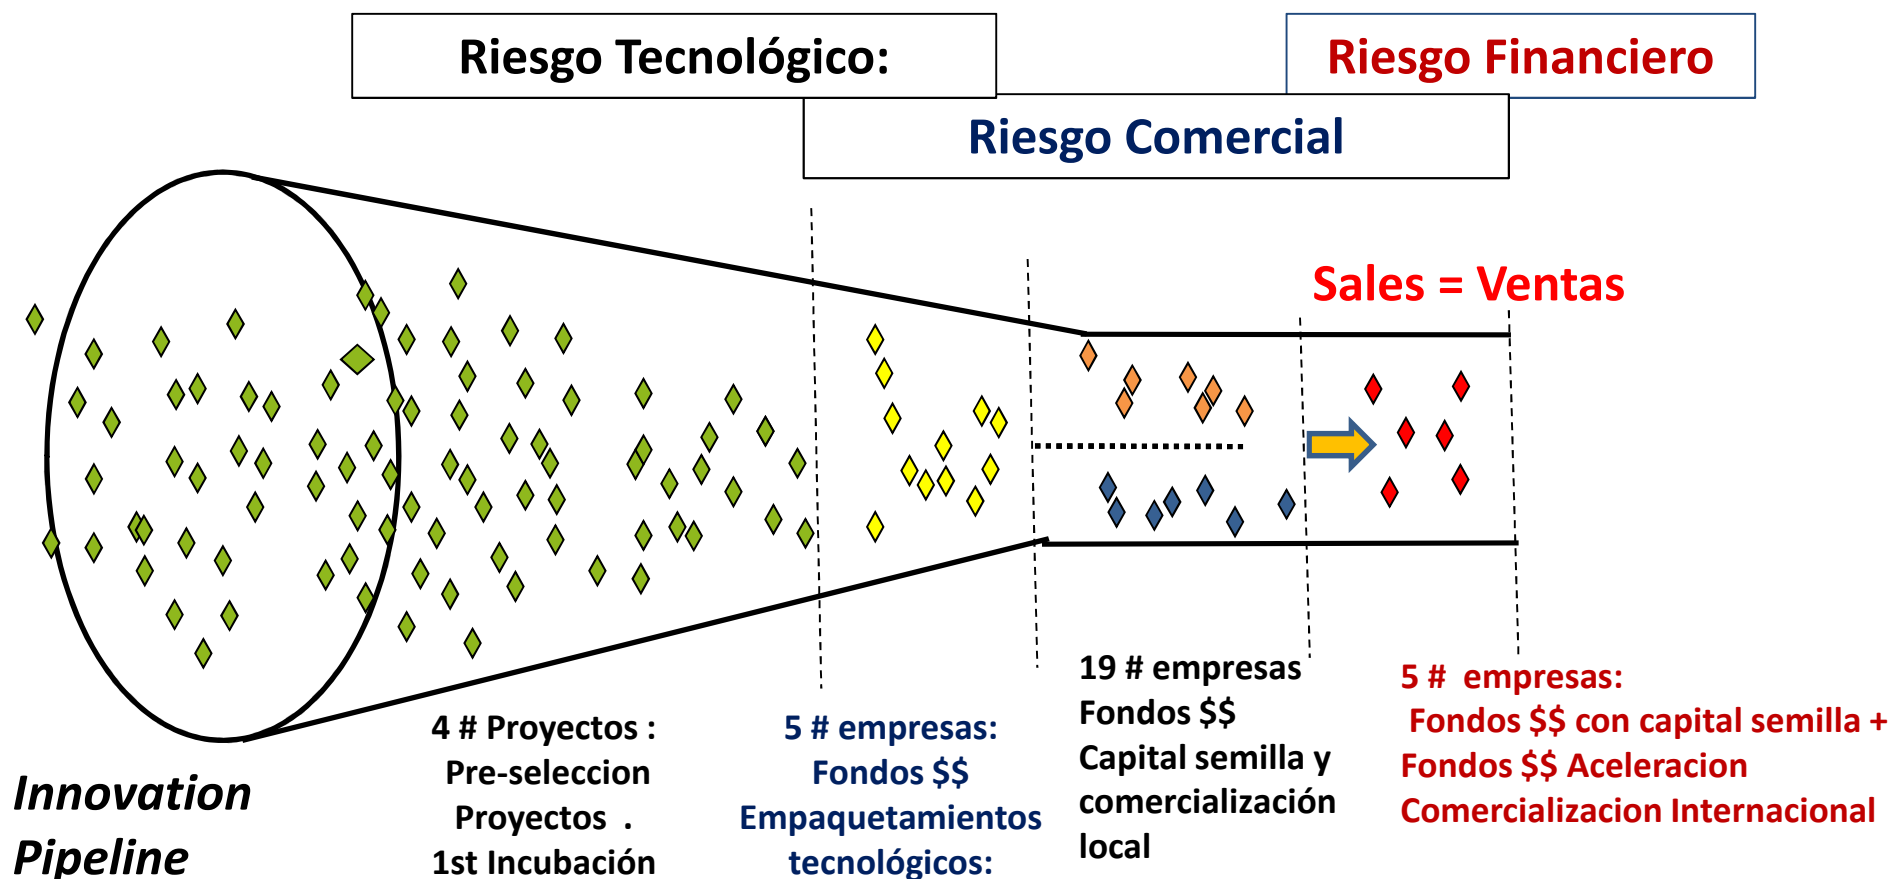 Riesgo Tecnológico:
Riesgo Financiero
Riesgo Comercial
Sales = Ventas
Innovation
Pipeline
4 # Proyectos :
Pre-seleccion
Proyectos .
1st Incubación
5 # empresas:
Fondos $$
Empaquetamientos
tecnológicos:
19 # empresas
Fondos $$
Capital semilla y
comercialización
local
5 # empresas:
Fondos $$ con capital semilla +
Fondos $$ Aceleracion
Comercializacion Internacional